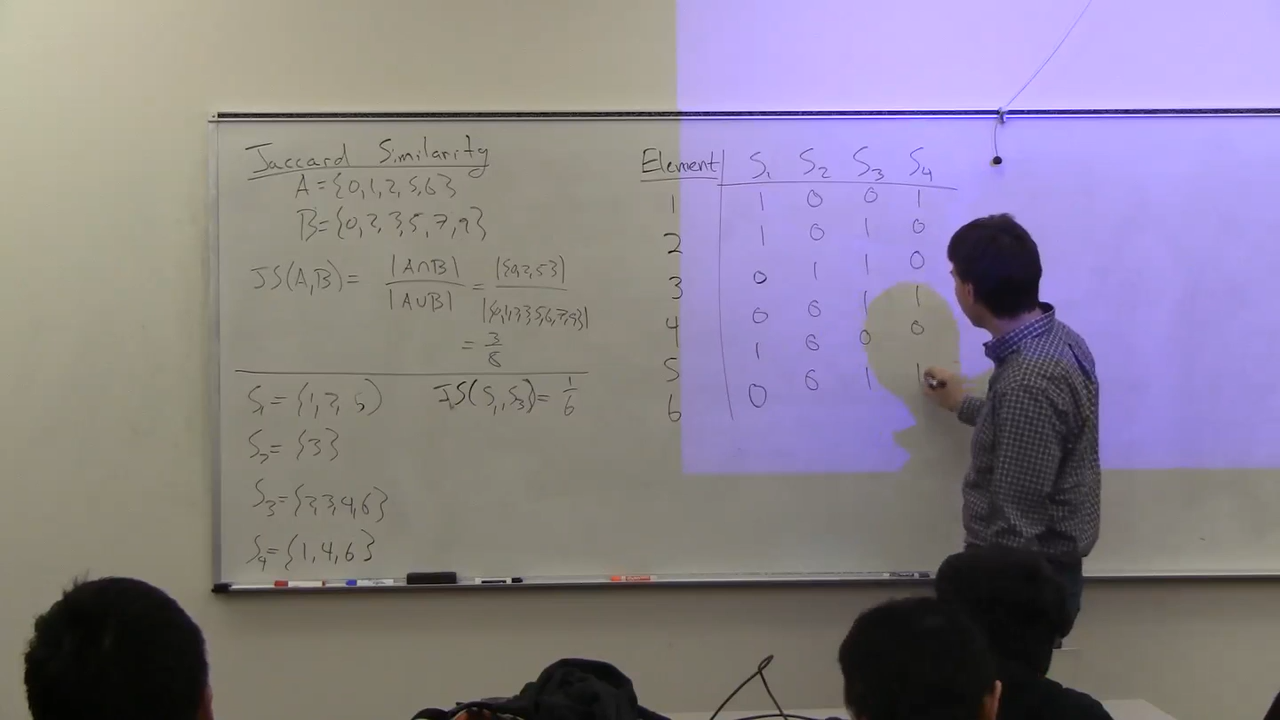 Jaccard Similarity
A={0,1,2,5,6}
B={0,2,3,5,7,9}
JS(A,B)= |A∩B| / |A∪B| = |{0,2,5}| / |{0,1,2,3,5,6,7,9}|
= 3/8
S1={1,2,5} JS(S1,S3)= 1/6
S2={3}
S3={2,3,4,6}
S4={1,4,6}
Element S1 S2 S3 S4
1 1 0 0 1
2 1 0 1 0
3 0 1 1 0
4 0 0 1 1
5 1 0 0 0
6 0 0 1 1